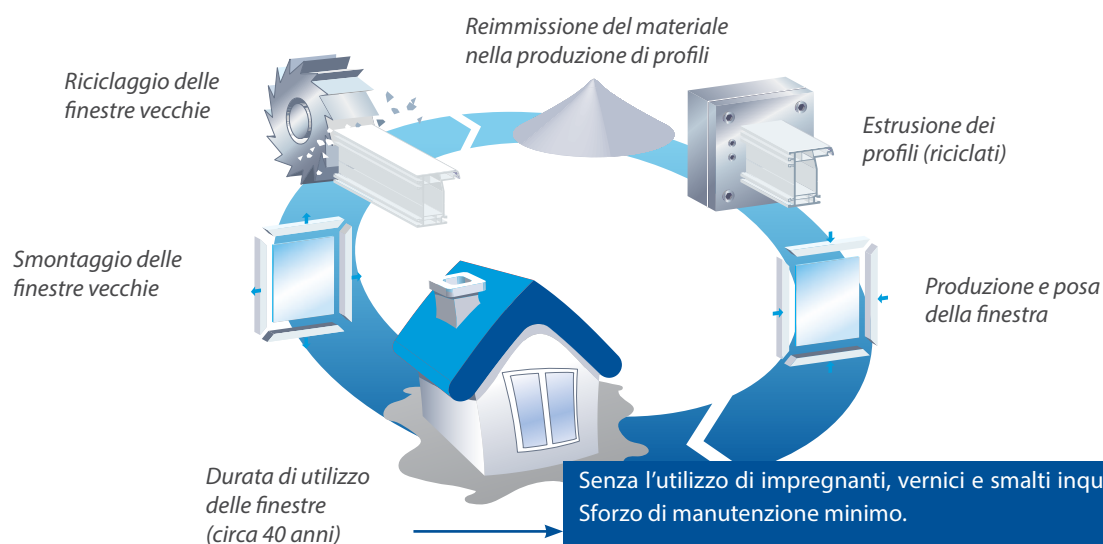 Reimmissione del materiale
nella produzione di profili
Riciclaggio delle
finestre vecchie
Estrusione dei
profili (riciclati)
Smontaggio delle
finestre vecchie
Produzione e posa
della finestra
Durata di utilizzo
delle finestre
(circa 40 anni)
Senza l'utilizzo di impregnanti, vernici e smalti
Sforzo di manutenzione minimo.